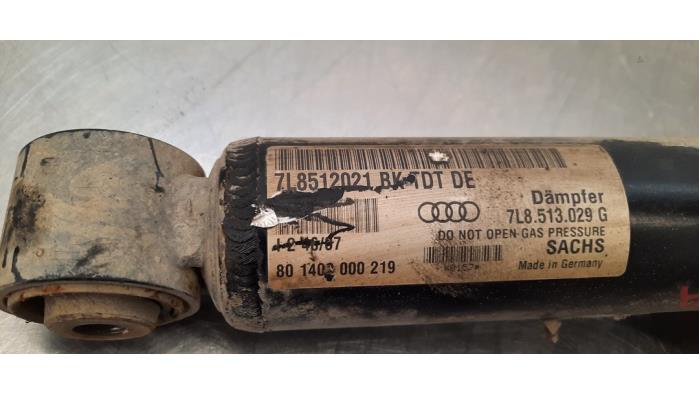 7L8512021 BK TDT DE
Dämpfer
7L8.513.029 G
DO NOT OPEN GAS PRESSURE
SACHS
80 1403 000 219
Made in Germany